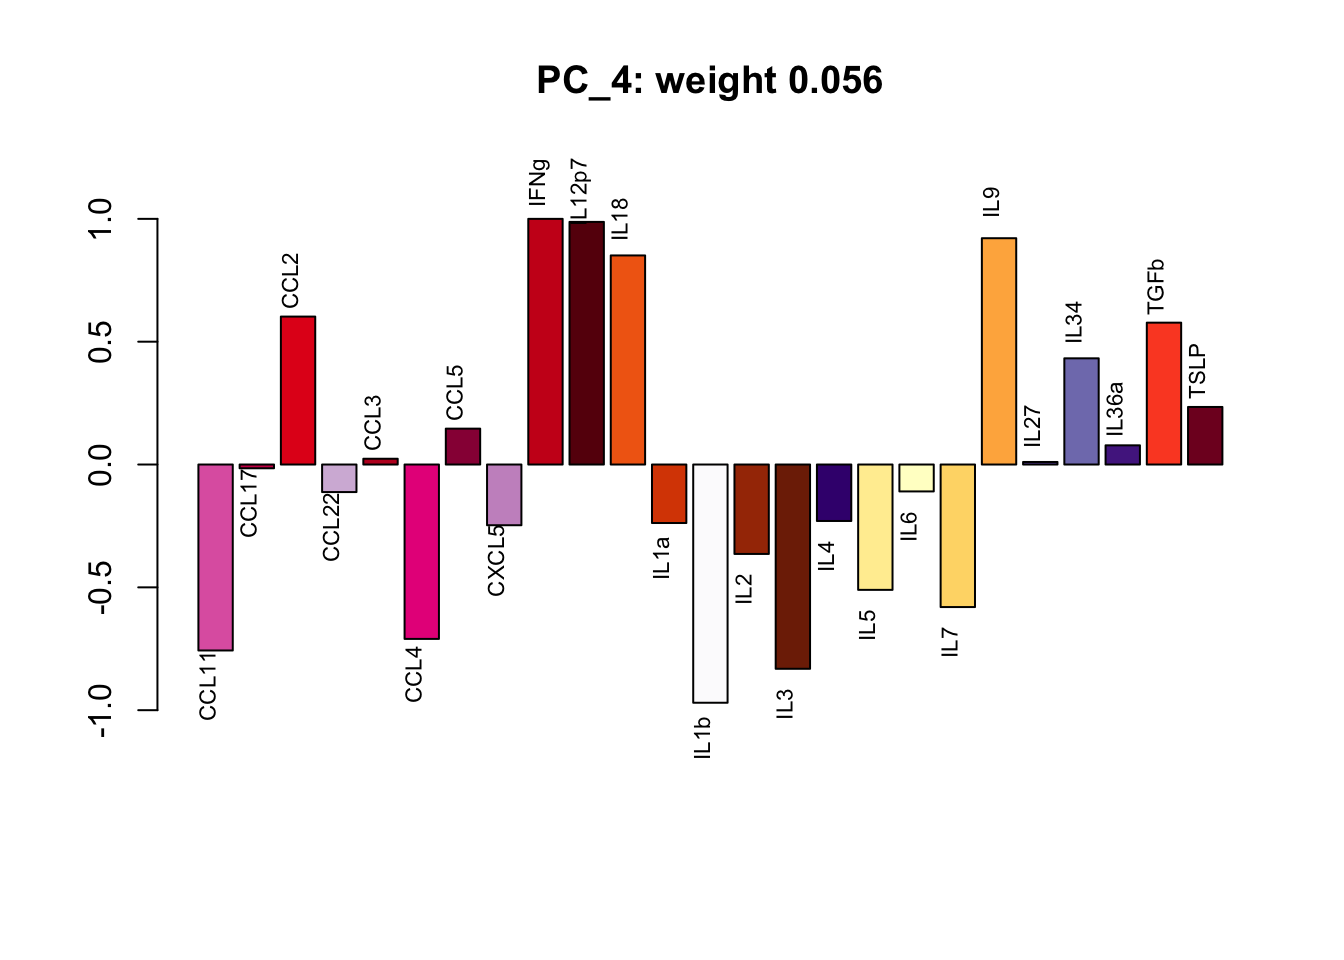 PC_4: weight 0.056
1.0
0.5
0.0
-0.5
-1.0
CCL11
CCL17
CCL2
CCL22
CCL3
CCL4
CCL5
CXCL5
IFNg
L12p7
IL18
IL1a
IL1b
IL2
IL3
IL4
IL5
IL6
IL7
IL9
IL27
IL34
IL36a
TGFb
TSLP